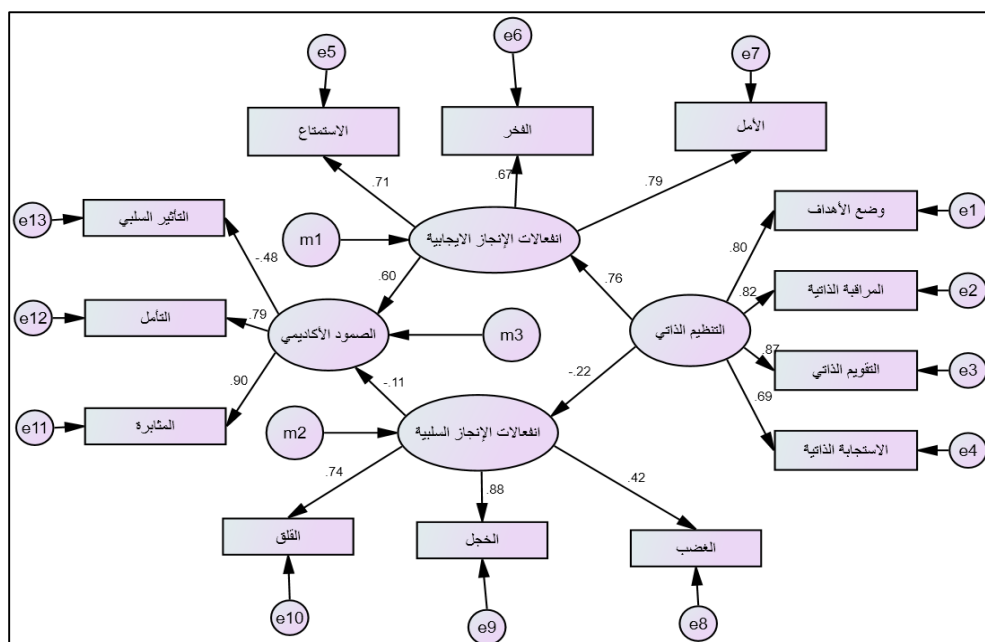 e5
e6
e7
الاستمتاع
الفخر
الأمل
.71
.67
.79
e13
التأثير السلبي
m1
انفعالات الإنجاز الايجابية
وضع الأهداف
e1
.80
-.48
.60
.76
المراقبة الذاتية
e2
.82
e12
التأمل
.79
الصمود الأكاديمي
m3
التنظيم الذاتي
.87
التقويم الذاتي
e3
.90
-.11
-.22
.69
e11
المثابرة
m2
انفعالات الإنجاز السلبية
الاستجابة الذاتية
e4
.74
.88
.42
القلق
الخجل
الغضب
e10
e9
e8